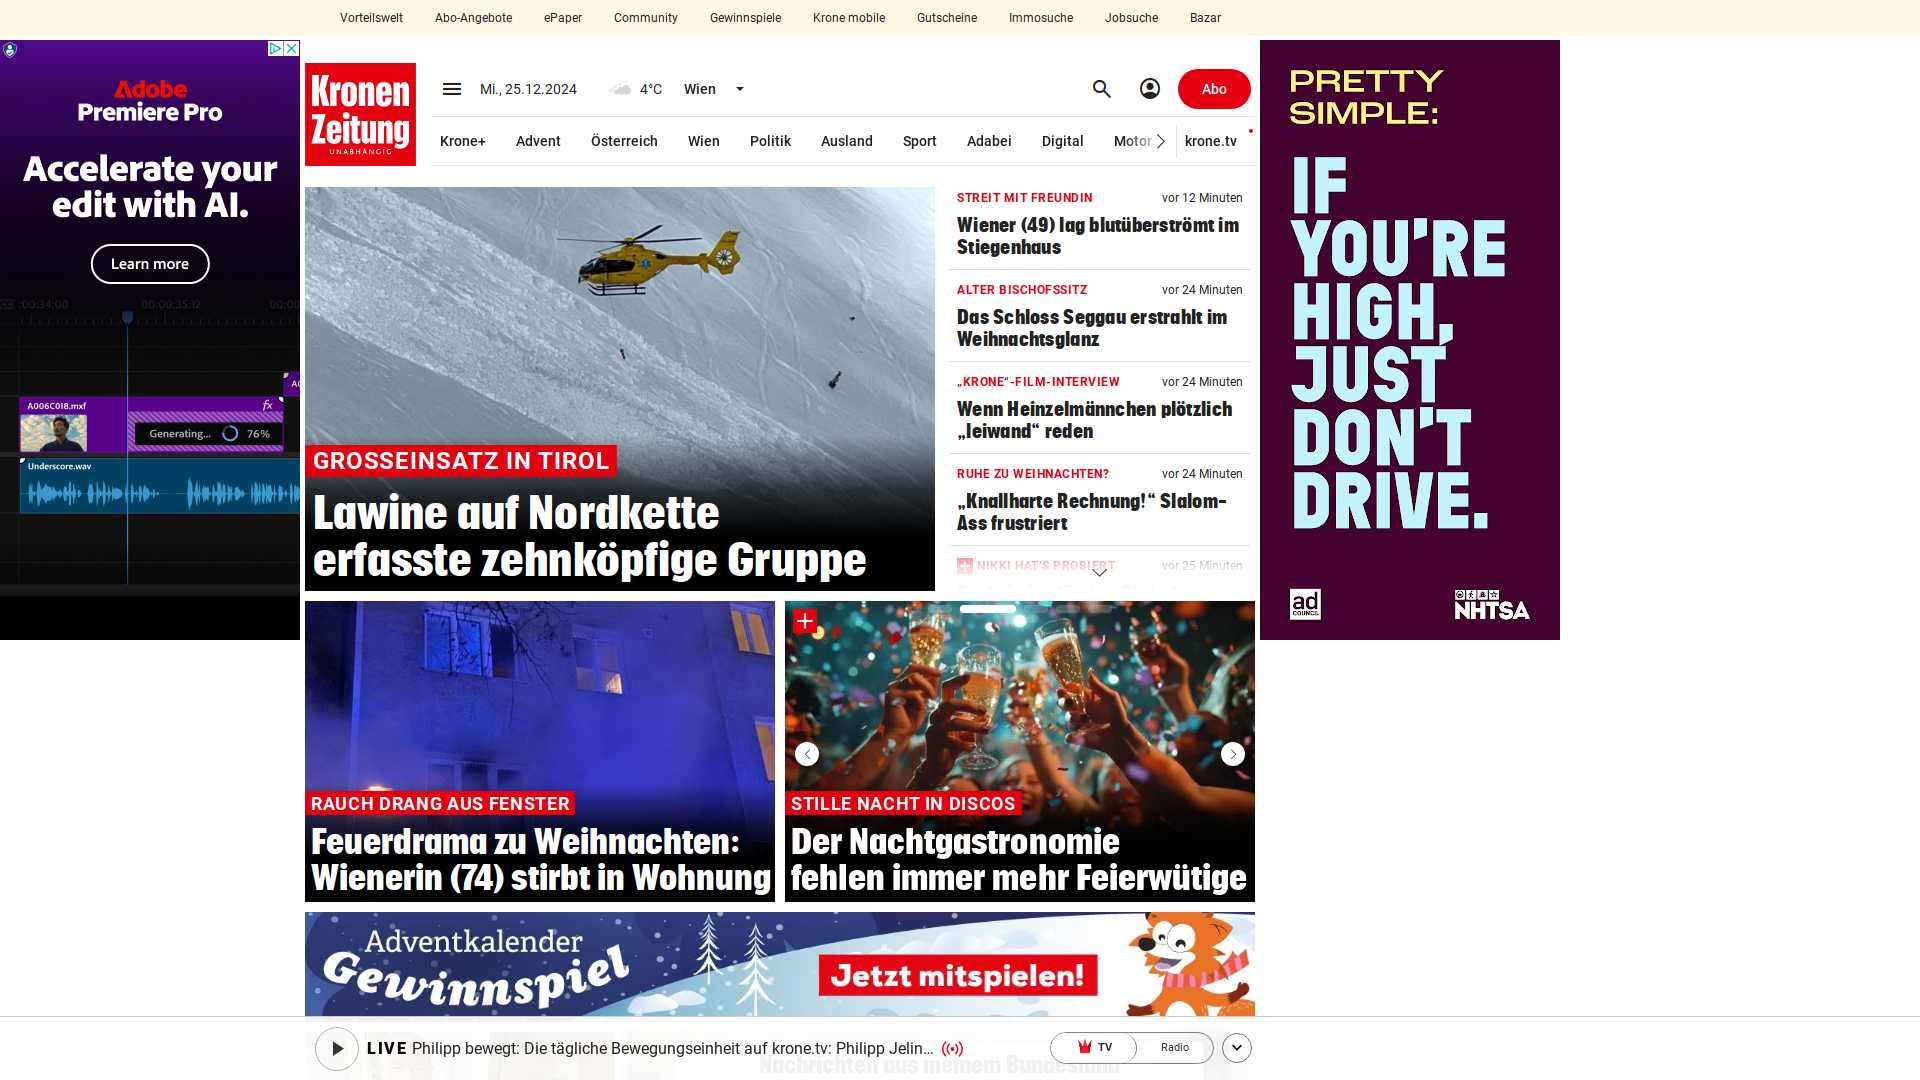 Vorteilswelt Abo-Angebote ePaper Community Gewinnspiele Krone mobile Gutscheine Immosuche Jobsuche Bazar
Adobe
Premiere Pro
Accelerate your
edit with AI.
Learn more
:00:34:00 00:00:35:12 00:00
A006C018.mxf fx
Generating... 76%
Underscore.wav
Kronen
Zeitung
UNABHÄNGIG
Mi., 25.12.2024 4°C Wien
Abo
Krone+ Advent Österreich Wien Politik Ausland Sport Adabei Digital Motor krone.tv
GROSSEINSATZ IN TIROL
Lawine auf Nordkette
erfasste zehnköpfige Gruppe
STREIT MIT FREUNDIN vor 12 Minuten
Wiener (49) lag blutüberströmt im
Stiegenhaus
ALTER BISCHOFSSITZ vor 24 Minuten
Das Schloss Seggau erstrahlt im
Weihnachtsglanz
„KRONE“-FILM-INTERVIEW vor 24 Minuten
Wenn Heinzelmännchen plötzlich
„leiwand“ reden
RUHE ZU WEIHNACHTEN? vor 24 Minuten
„Knallharte Rechnung!“ Slalom-
Ass frustriert
NIKKI HAT’S PROBIERT vor 25 Minuten
RAUCH DRANG AUS FENSTER
Feuerdrama zu Weihnachten:
Wienerin (74) stirbt in Wohnung
STILLE NACHT IN DISCOS
Der Nachtgastronomie
fehlen immer mehr Feierwütige
Adventkalender
Gewinnspiel
Jetzt mitspielen!
LIVE Philipp bewegt: Die tägliche Bewegungseinheit auf krone.tv: Philipp Jelin...
TV Radio
Nachrichten aus meinem Bundesland
PRETTY
SIMPLE:
IF
YOU'RE
HIGH,
JUST
DON'T
DRIVE.
ad
COUNCIL
NHTSA